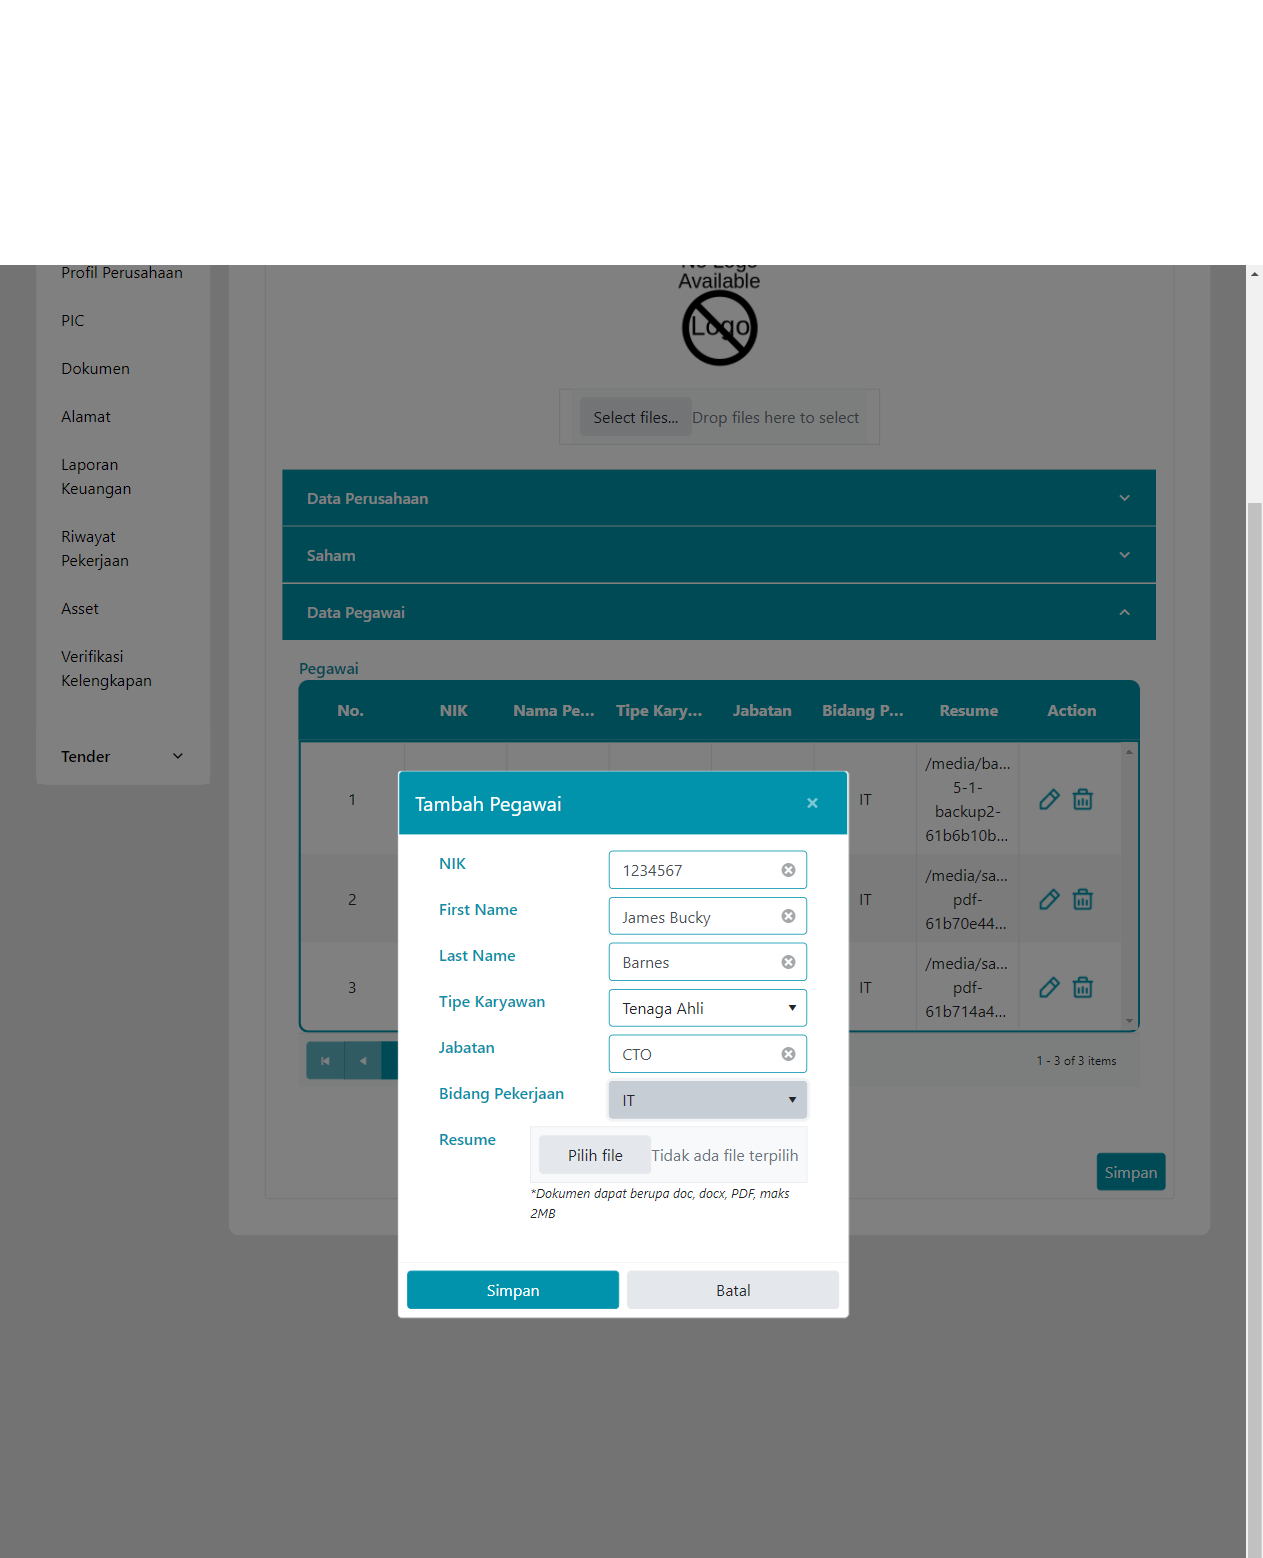 Profil Perusahaan
PIC
Dokumen
Alamat
Laporan
Keuangan
Riwayat
Pekerjaan
Asset
Verifikasi
Kelengkapan
Tender
No Logo
Available
Logo
Select files...
Drop files here to select
Data Perusahaan
Saham
Data Pegawai
Pegawai
No. NIK Nama Pe... Tipe Kary... Jabatan Bidang P... Resume Action
1 IT
/media/ba...
5-1-
backup2-
61b6b10b...
2 IT
/media/sa...
pdf-
61b70e44...
3 IT
/media/sa...
pdf-
61b714a4...
1 - 3 of 3 items
Simpan
Tambah Pegawai
NIK 1234567
First Name James Bucky
Last Name Barnes
Tipe Karyawan Tenaga Ahli
Jabatan CTO
Bidang Pekerjaan IT
Resume Pilih file Tidak ada file terpilih
*Dokumen dapat berupa doc, docx, PDF, maks
2MB
Simpan Batal